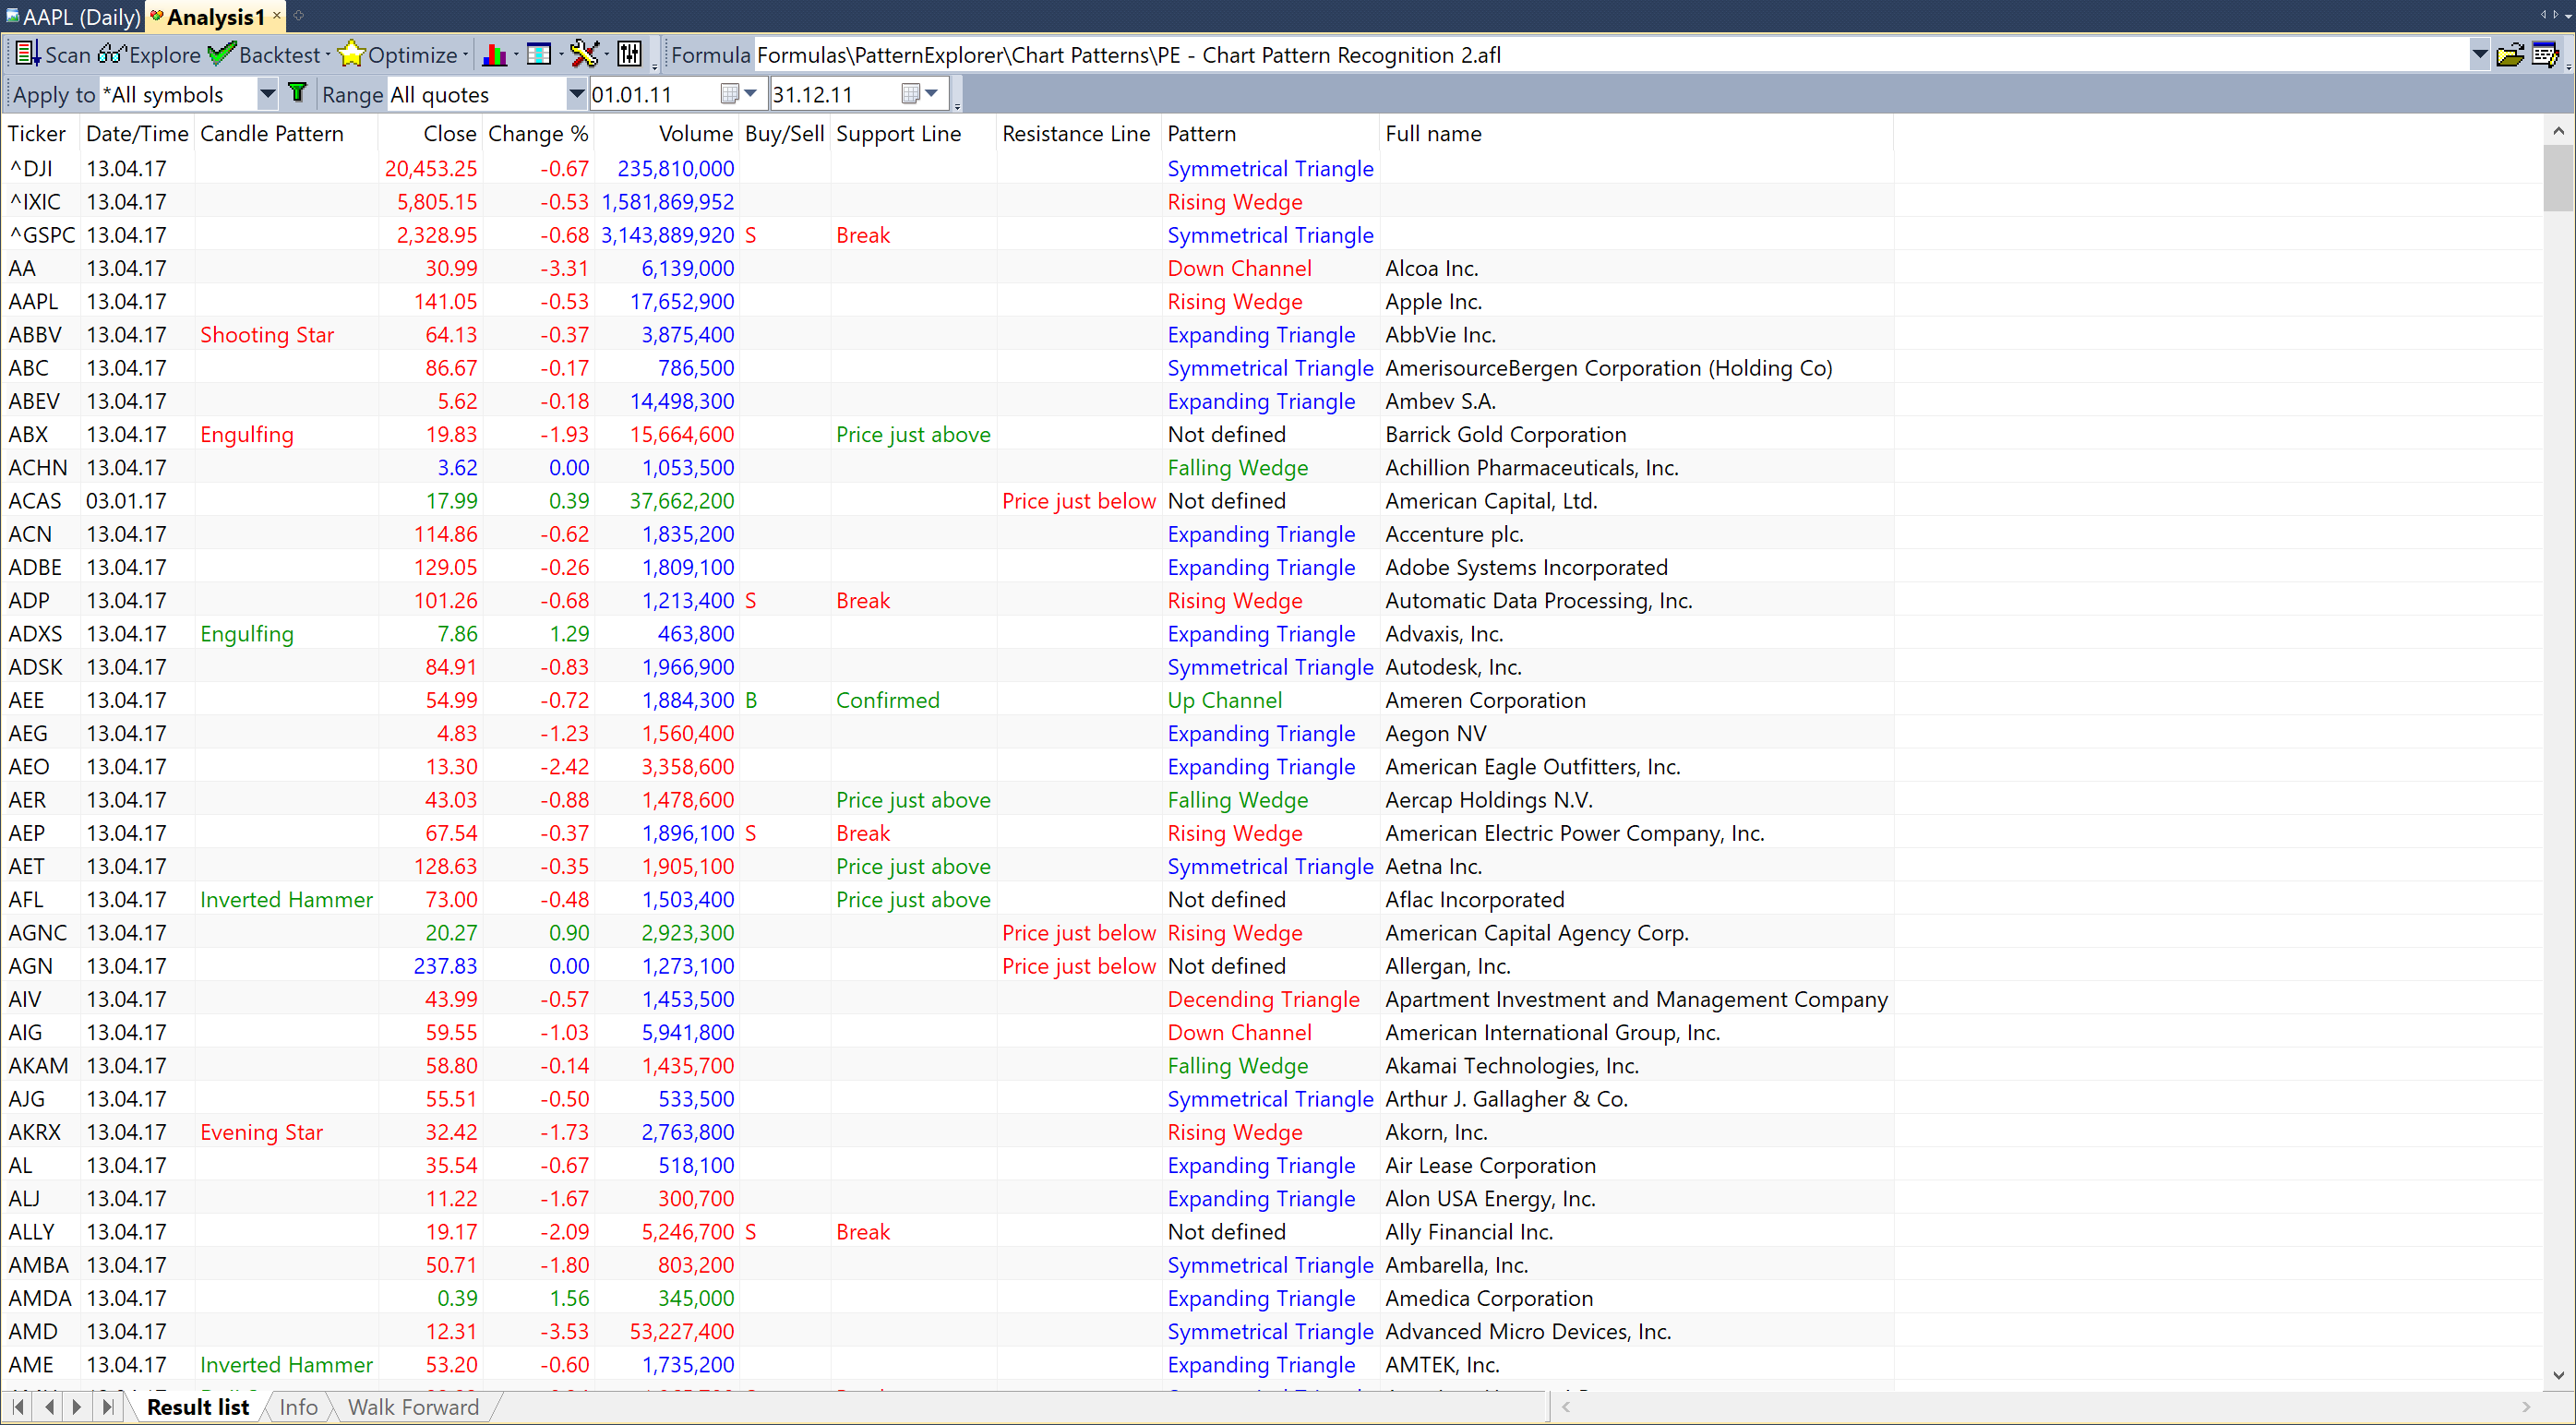 AAPL (Daily) Analysis1
Scan Explore Backtest Optimize Formula Formulas\PatternExplorer\Chart Patterns\PE - Chart Pattern Recognition 2.afl
Apply to *All symbols Range All quotes 01.01.11 31.12.11
Ticker Date/Time Candle Pattern Close Change % Volume Buy/Sell Support Line Resistance Line Pattern Full name
^DJI 13.04.17 20,453.25 -0.67 235,810,000 Symmetrical Triangle
^IXIC 13.04.17 5,805.15 -0.53 1,581,869,952 Rising Wedge
^GSPC 13.04.17 2,328.95 -0.68 3,143,889,920 S Break Symmetrical Triangle
AA 13.04.17 30.99 -3.31 6,139,000 Down Channel Alcoa Inc.
AAPL 13.04.17 141.05 -0.53 17,652,900 Rising Wedge Apple Inc.
ABBV 13.04.17 Shooting Star 64.13 -0.37 3,875,400 Expanding Triangle AbbVie Inc.
ABC 13.04.17 86.67 -0.17 786,500 Symmetrical Triangle AmerisourceBergen Corporation (Holding Co)
ABEV 13.04.17 5.62 -0.18 14,498,300 Expanding Triangle Ambev S.A.
ABX 13.04.17 Engulfing 19.83 -1.93 15,664,600 Price just above Not defined Barrick Gold Corporation
ACHN 13.04.17 3.62 0.00 1,053,500 Falling Wedge Achillion Pharmaceuticals, Inc.
ACAS 03.01.17 17.99 0.39 37,662,200 Price just below Not defined American Capital, Ltd.
ACN 13.04.17 114.86 -0.62 1,835,200 Expanding Triangle Accenture plc.
ADBE 13.04.17 129.05 -0.26 1,809,100 Expanding Triangle Adobe Systems Incorporated
ADP 13.04.17 101.26 -0.68 1,213,400 S Break Rising Wedge Automatic Data Processing, Inc.
ADXS 13.04.17 Engulfing 7.86 1.29 463,800 Expanding Triangle Advaxis, Inc.
ADSK 13.04.17 84.91 -0.83 1,966,900 Symmetrical Triangle Autodesk, Inc.
AEE 13.04.17 54.99 -0.72 1,884,300 B Confirmed Up Channel Ameren Corporation
AEG 13.04.17 4.83 -1.23 1,560,400 Expanding Triangle Aegon NV
AEO 13.04.17 13.30 -2.42 3,358,600 Expanding Triangle American Eagle Outfitters, Inc.
AER 13.04.17 43.03 -0.88 1,478,600 Price just above Falling Wedge Aercap Holdings N.V.
AEP 13.04.17 67.54 -0.37 1,896,100 S Break Rising Wedge American Electric Power Company, Inc.
AET 13.04.17 128.63 -0.35 1,905,100 Price just above Symmetrical Triangle Aetna Inc.
AFL 13.04.17 Inverted Hammer 73.00 -0.48 1,503,400 Price just above Not defined Aflac Incorporated
AGNC 13.04.17 20.27 0.90 2,923,300 Price just below Rising Wedge American Capital Agency Corp.
AGN 13.04.17 237.83 0.00 1,273,100 Price just below Not defined Allergan, Inc.
AIV 13.04.17 43.99 -0.57 1,453,500 Decending Triangle Apartment Investment and Management Company
AIG 13.04.17 59.55 -1.03 5,941,800 Down Channel American International Group, Inc.
AKAM 13.04.17 58.80 -0.14 1,435,700 Falling Wedge Akamai Technologies, Inc.
AJG 13.04.17 55.51 -0.50 533,500 Symmetrical Triangle Arthur J. Gallagher & Co.
AKRX 13.04.17 Evening Star 32.42 -1.73 2,763,800 Rising Wedge Akorn, Inc.
AL 13.04.17 35.54 -0.67 518,100 Expanding Triangle Air Lease Corporation
ALJ 13.04.17 11.22 -1.67 300,700 Expanding Triangle Alon USA Energy, Inc.
ALLY 13.04.17 19.17 -2.09 5,246,700 S Break Not defined Ally Financial Inc.
AMBA 13.04.17 50.71 -1.80 803,200 Symmetrical Triangle Ambarella, Inc.
AMDA 13.04.17 0.39 1.56 345,000 Expanding Triangle Amedica Corporation
AMD 13.04.17 12.31 -3.53 53,227,400 Symmetrical Triangle Advanced Micro Devices, Inc.
AME 13.04.17 Inverted Hammer 53.20 -0.60 1,735,200 Expanding Triangle AMTEK, Inc.
Result list Info Walk Forward